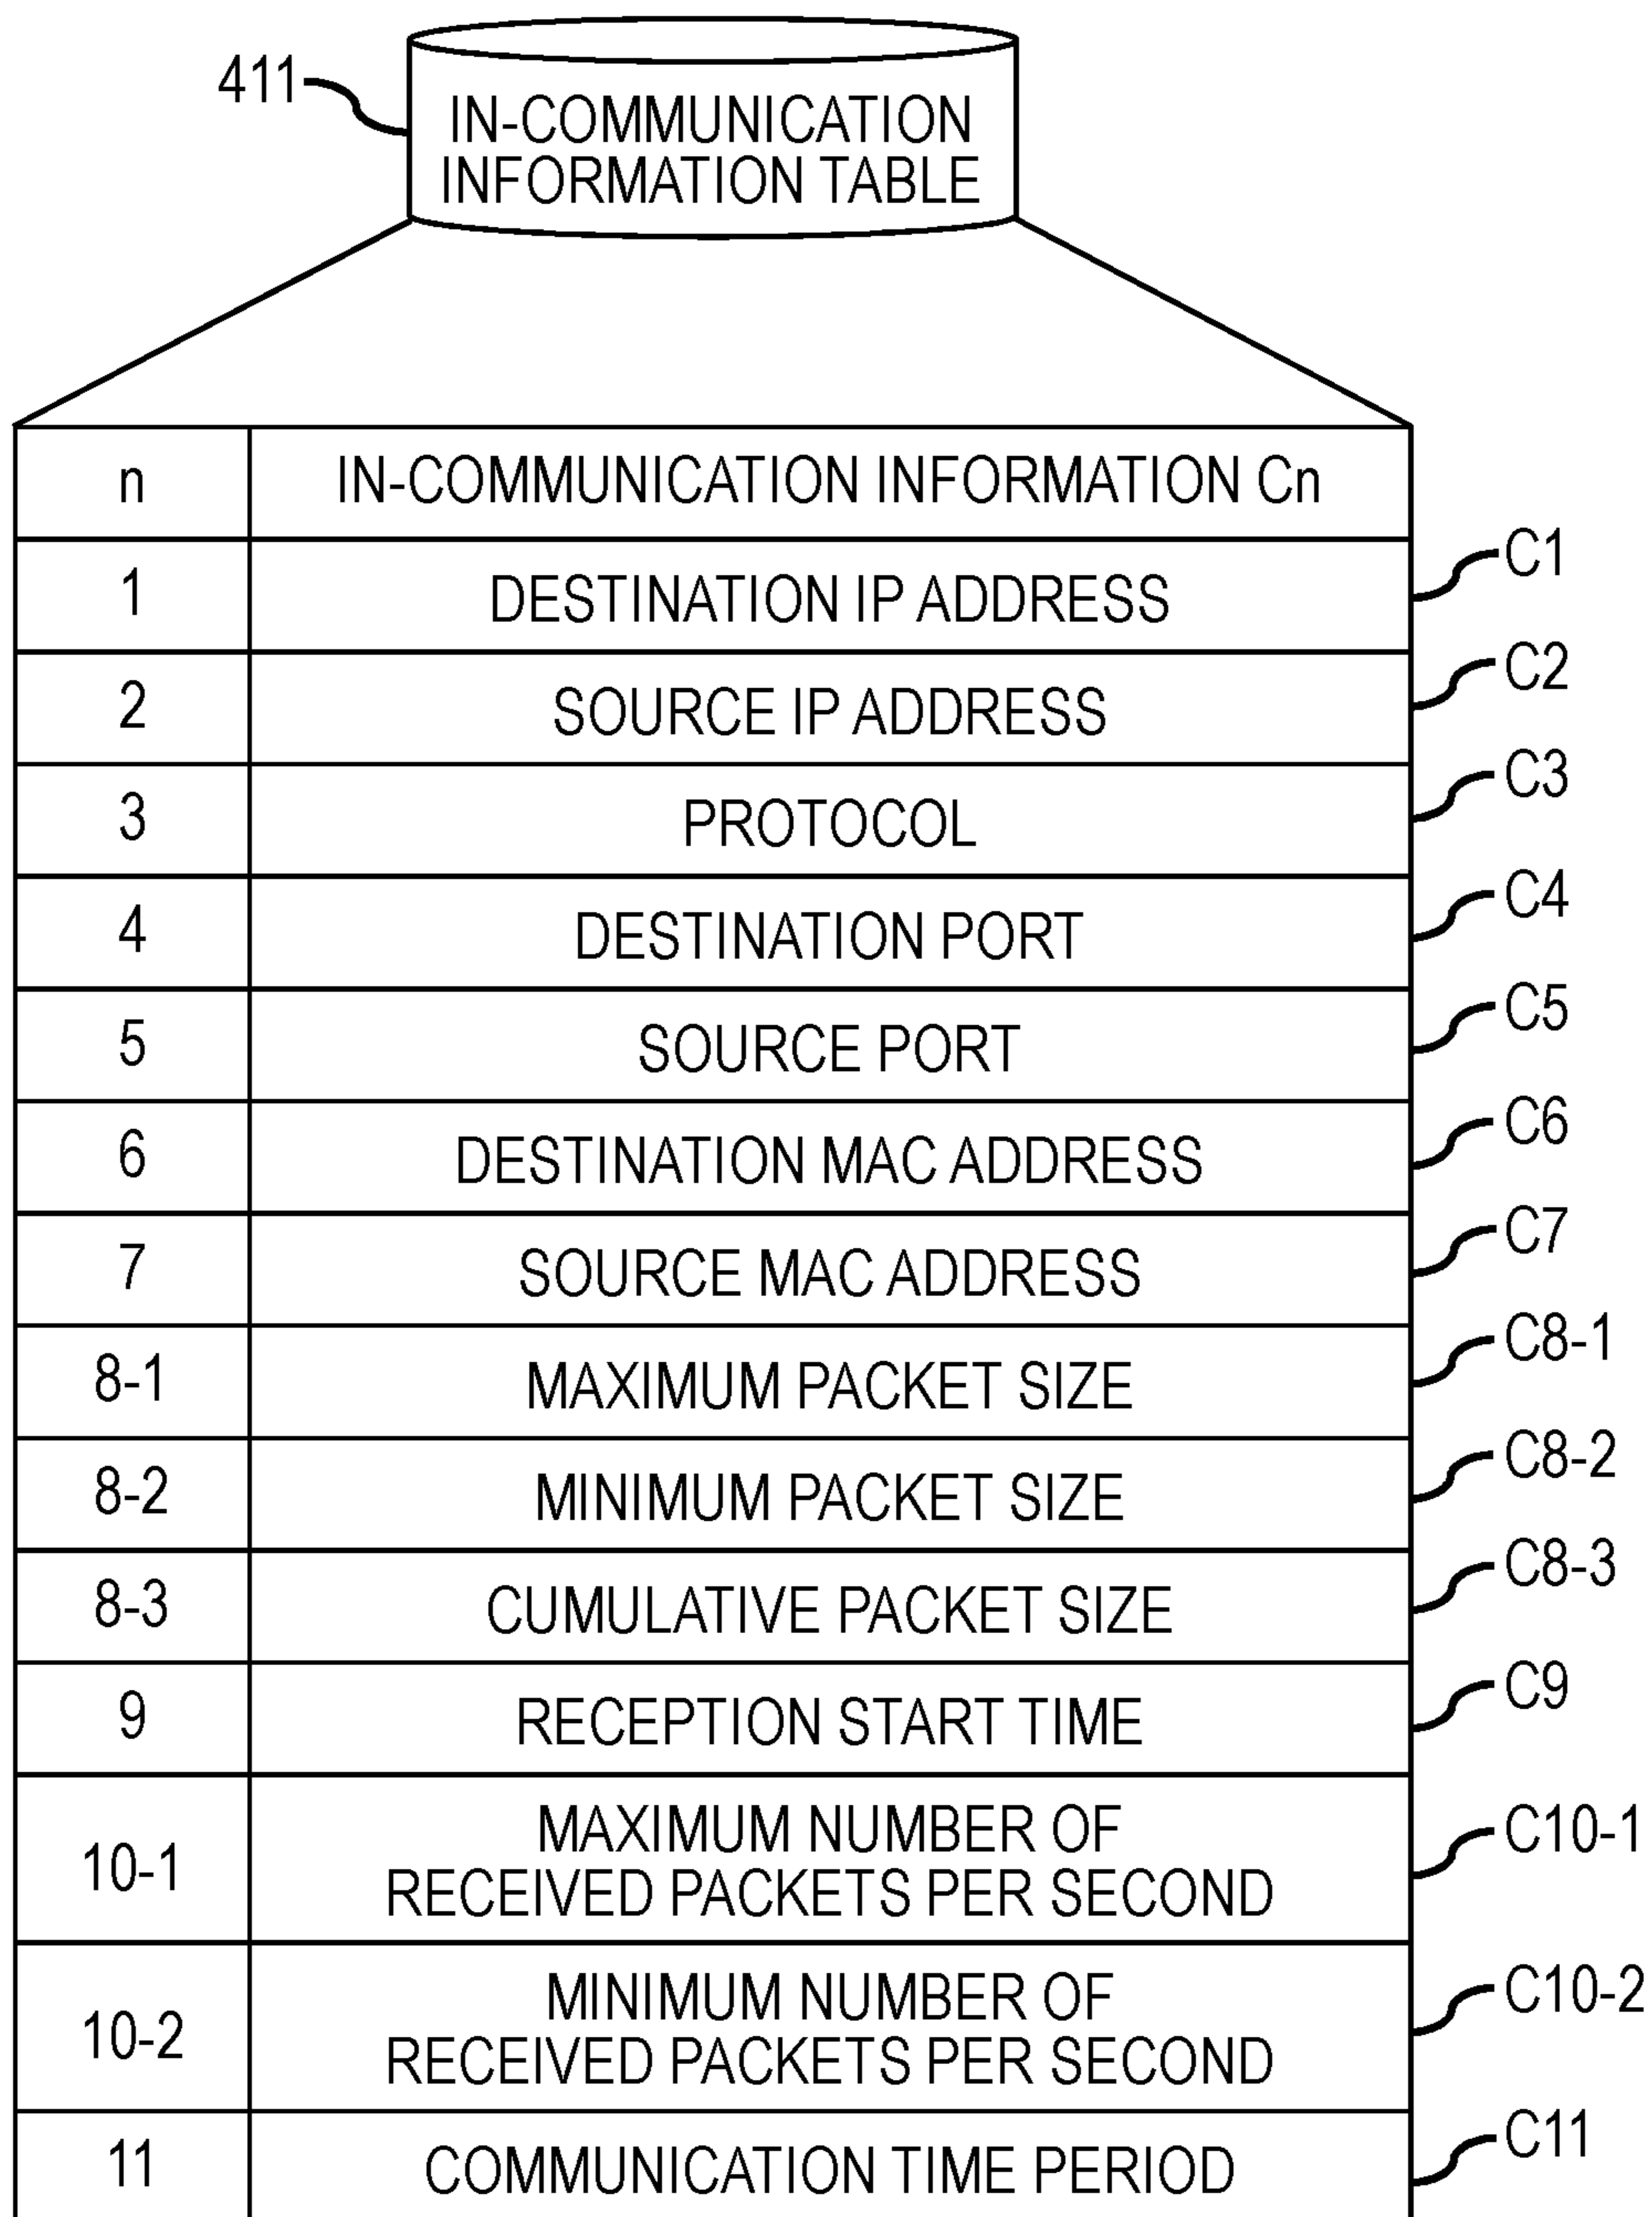 411
IN-COMMUNICATION
INFORMATION TABLE
n IN-COMMUNICATION INFORMATION Cn
1 DESTINATION IP ADDRESS C1
2 SOURCE IP ADDRESS C2
3 PROTOCOL C3
4 DESTINATION PORT C4
5 SOURCE PORT C5
6 DESTINATION MAC ADDRESS C6
7 SOURCE MAC ADDRESS C7
8-1 MAXIMUM PACKET SIZE C8-1
8-2 MINIMUM PACKET SIZE C8-2
8-3 CUMULATIVE PACKET SIZE C8-3
9 RECEPTION START TIME C9
10-1 MAXIMUM NUMBER OF
RECEIVED PACKETS PER SECOND C10-1
10-2 MINIMUM NUMBER OF
RECEIVED PACKETS PER SECOND C10-2
11 COMMUNICATION TIME PERIOD C11